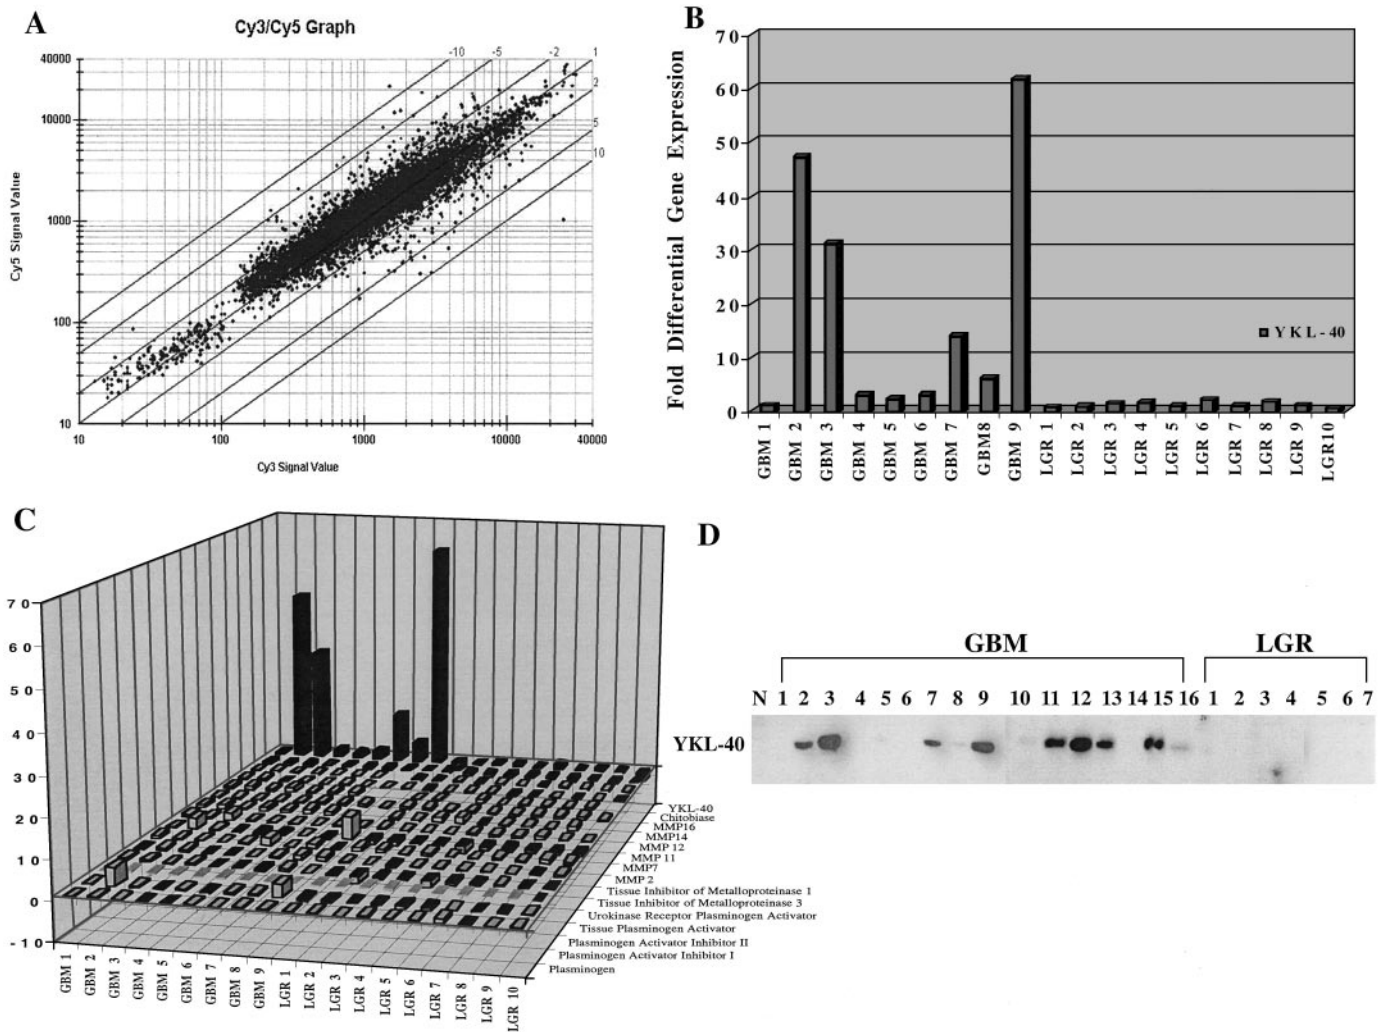 A
Cy3/Cy5 Graph
-10
-5
-2
1
2
5
10
40000
10000
1000
100
10
Cy5 Signal Value
10
100
1000
10000
40000
Cy3 Signal Value
B
Fold Differential Gene Expression
70
60
50
40
30
20
10
0
YKL-40
GBM 1
GBM 2
GBM 3
GBM 4
GBM 5
GBM 6
GBM 7
GBM8
GBM 9
LGR 1
LGR 2
LGR 3
LGR 4
LGR 5
LGR 6
LGR 7
LGR 8
LGR 9
LGR10
C
70
60
50
40
30
20
10
0
-10
YKL-40
Chitobiase
MMP16
MMP14
MMP 12
MMP 11
MMP7
MMP 2
Tissue Inhibitor of Metalloproteinase 1
Tissue Inhibitor of Metalloproteinase 3
Urokinase Receptor Plasminogen Activator
Tissue Plasminogen Activator
Plasminogen Activator Inhibitor II
Plasminogen Activator Inhibitor I
Plasminogen
GBM 1
GBM 2
GBM 3
GBM 4
GBM 5
GBM 6
GBM 7
GBM 8
GBM 9
LGR 1
LGR 2
LGR 3
LGR 4
LGR 5
LGR 6
LGR 7
LGR 8
LGR 9
LGR 10
D
GBM LGR
N 1 2 3 4 5 6 7 8 9 10 11 12 13 14 15 16 1 2 3 4 5 6 7
YKL-40